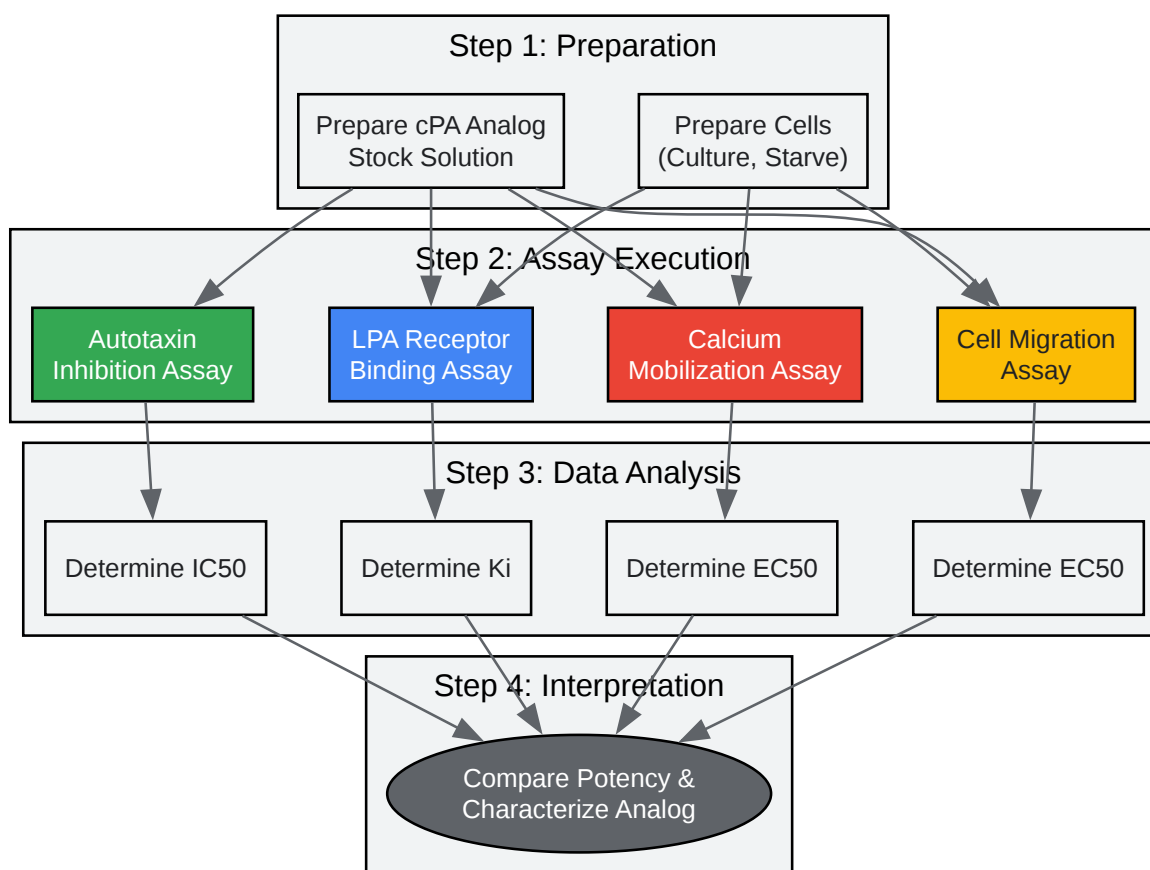 Step 1: Preparation
Prepare cPA Analog
Stock Solution
Prepare Cells
(Culture, Starve)
Step 2: Assay Execution
Autotaxin
Inhibition Assay
LPA Receptor
Binding Assay
Calcium
Mobilization Assay
Cell Migration
Assay
Step 3: Data Analysis
Determine IC50
Determine Ki
Determine EC50
Determine EC50
Step 4: Interpretation
Compare Potency &
Characterize Analog